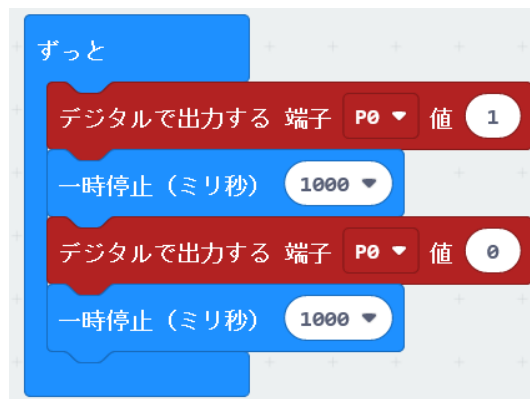 ずっと
デジタルで出力する 端子 P0 値 1
一時停止（ミリ秒） 1000
デジタルで出力する 端子 P0 値 0
一時停止（ミリ秒） 1000